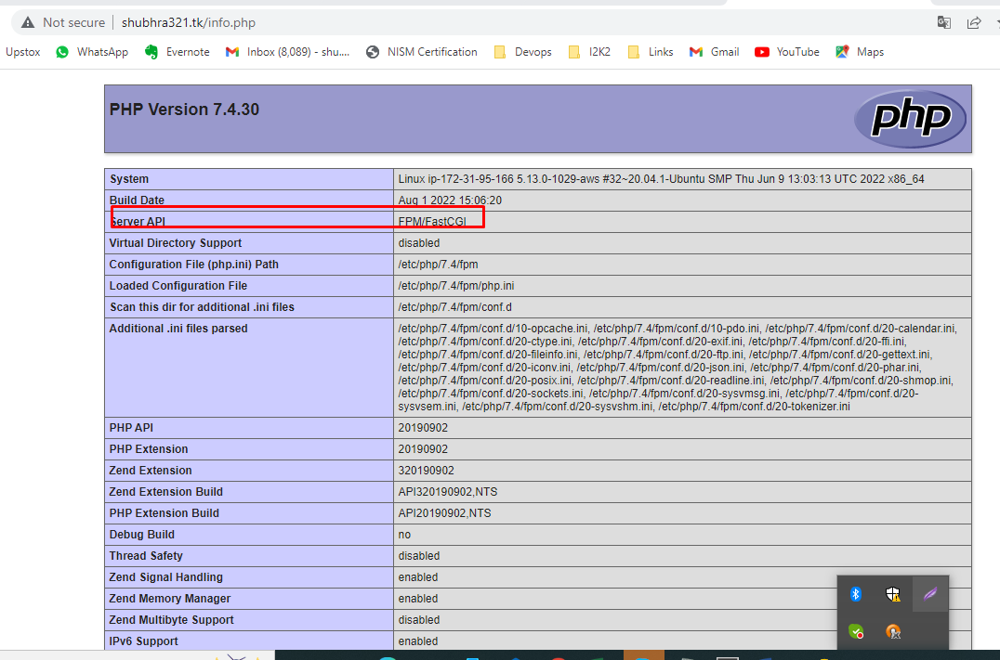 Not secure | shubhra321.tk/info.php
Upstox WhatsApp Evernote Inbox (8,089) - shu... NISM Certification Devops I2K2 Links Gmail YouTube Maps
PHP Version 7.4.30
php
System Linux ip-172-31-95-166 5.13.0-1029-aws #32~20.04.1-Ubuntu SMP Thu Jun 9 13:03:13 UTC 2022 x86_64
Build Date Aug 1 2022 15:06:20
Server API FPM/FastCGI
Virtual Directory Support disabled
Configuration File (php.ini) Path /etc/php/7.4/fpm
Loaded Configuration File /etc/php/7.4/fpm/php.ini
Scan this dir for additional .ini files /etc/php/7.4/fpm/conf.d
Additional .ini files parsed /etc/php/7.4/fpm/conf.d/10-opcache.ini, /etc/php/7.4/fpm/conf.d/10-pdo.ini, /etc/php/7.4/fpm/conf.d/20-calendar.ini,
/etc/php/7.4/fpm/conf.d/20-ctype.ini, /etc/php/7.4/fpm/conf.d/20-exif.ini, /etc/php/7.4/fpm/conf.d/20-ffi.ini,
/etc/php/7.4/fpm/conf.d/20-fileinfo.ini, /etc/php/7.4/fpm/conf.d/20-ftp.ini, /etc/php/7.4/fpm/conf.d/20-gettext.ini,
/etc/php/7.4/fpm/conf.d/20-iconv.ini, /etc/php/7.4/fpm/conf.d/20-json.ini, /etc/php/7.4/fpm/conf.d/20-phar.ini,
/etc/php/7.4/fpm/conf.d/20-posix.ini, /etc/php/7.4/fpm/conf.d/20-readline.ini, /etc/php/7.4/fpm/conf.d/20-shmop.ini,
/etc/php/7.4/fpm/conf.d/20-sockets.ini, /etc/php/7.4/fpm/conf.d/20-sysvmsg.ini, /etc/php/7.4/fpm/conf.d/20-
sysvsem.ini, /etc/php/7.4/fpm/conf.d/20-sysvshm.ini, /etc/php/7.4/fpm/conf.d/20-tokenizer.ini
PHP API 20190902
PHP Extension 20190902
Zend Extension 320190902
Zend Extension Build API320190902,NTS
PHP Extension Build API20190902,NTS
Debug Build no
Thread Safety disabled
Zend Signal Handling enabled
Zend Memory Manager enabled
Zend Multibyte Support disabled
IPv6 Support enabled